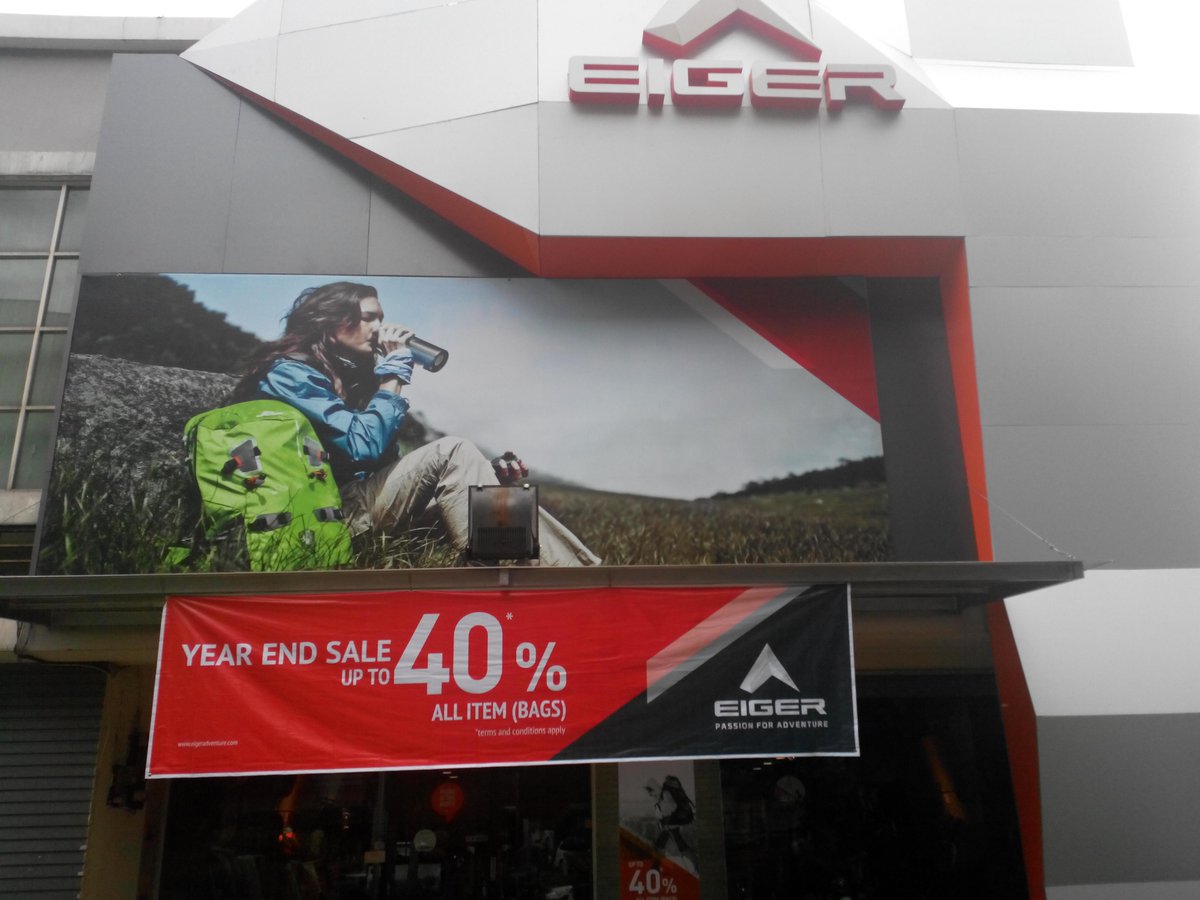 EIGER
YEAR END SALE
UP TO 40*%
ALL ITEM (BAGS)
*terms and conditions apply
www.eigeradventure.com
EIGER
PASSION FOR ADVENTURE
UP TO
40*%